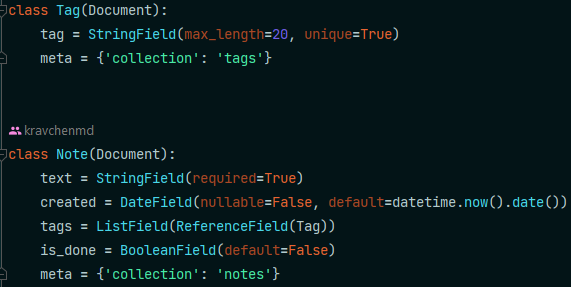 class Tag(Document):
    tag = StringField(max_length=20, unique=True)
    meta = {'collection': 'tags'}
kravchenmd
class Note(Document):
    text = StringField(required=True)
    created = DateField(nullable=False, default=datetime.now().date())
    tags = ListField(ReferenceField(Tag))
    is_done = BooleanField(default=False)
    meta = {'collection': 'notes'}